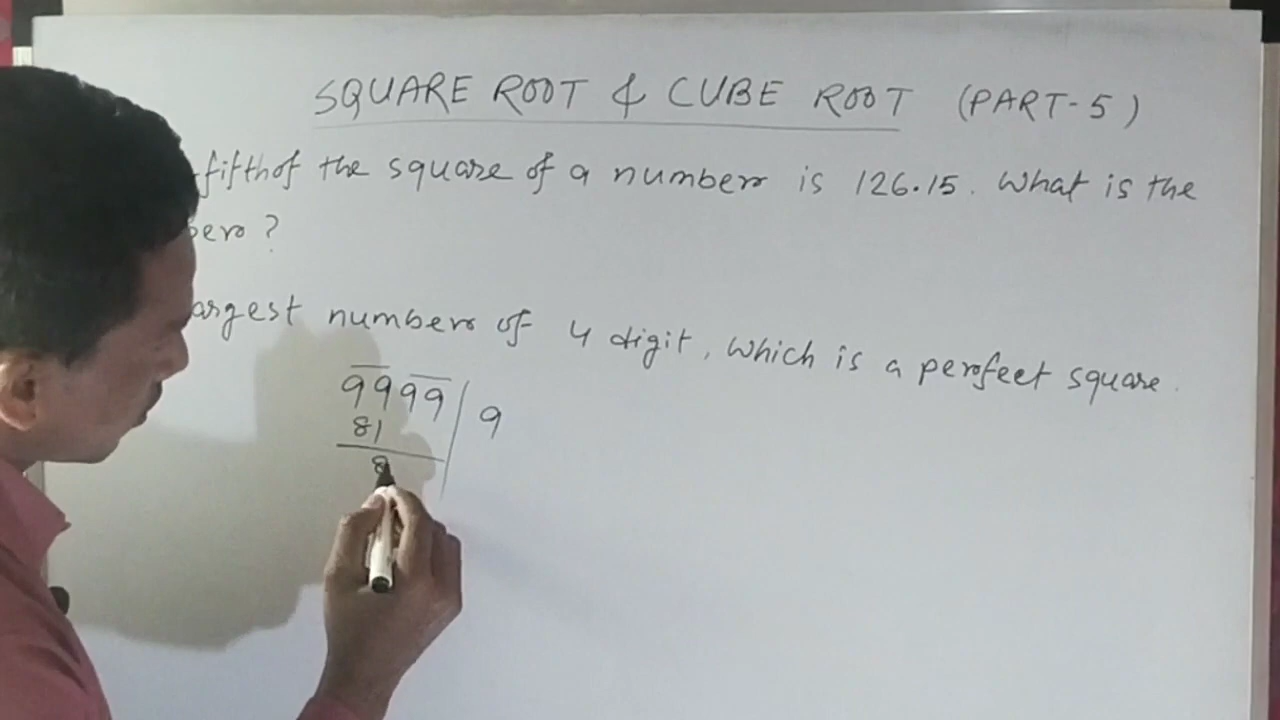 SQUARE ROOT & CUBE ROOT (PART-5)
fifth of the square of a number is 126.15. What is the
ber ?
argest number of 4 digit, which is a perfect square.
9999 9
81
8